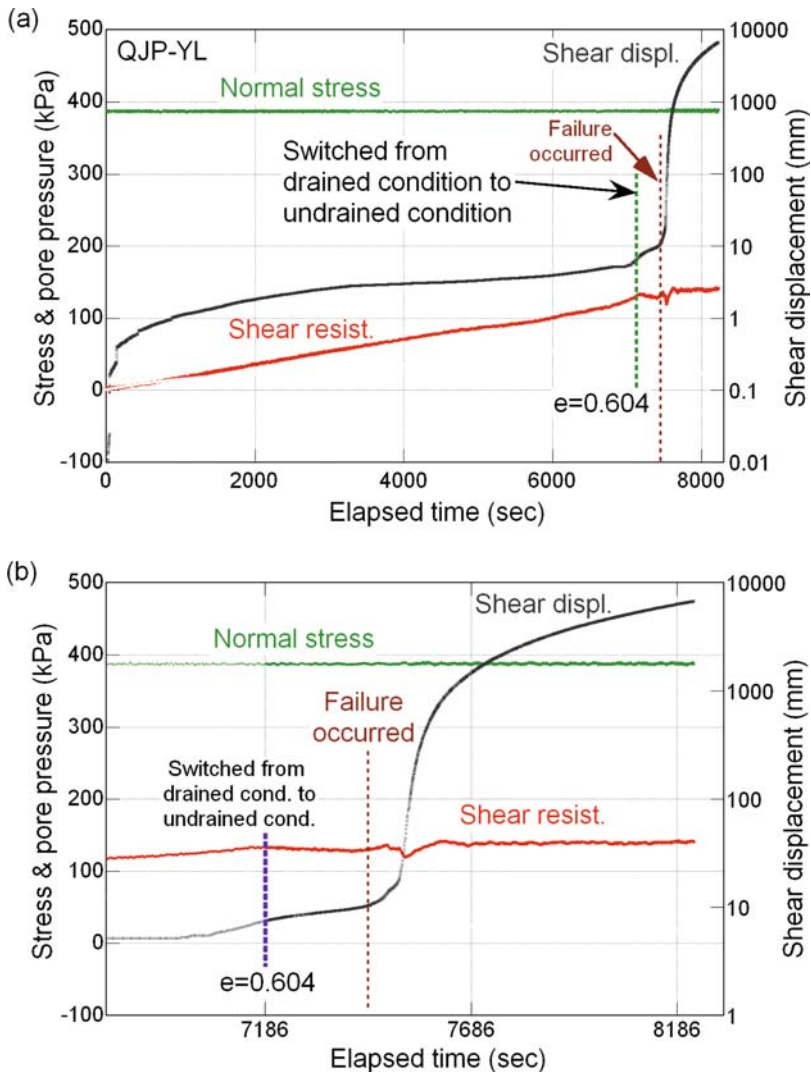 (a)
500
400
300
200
100
0
-100
Stress & pore pressure (kPa)
QJP-YL
Normal stress
Shear displ.
Failure
occurred
Switched from
drained condition to
undrained condition
Shear resist.
e=0.604
10000
1000
100
10
1
0.1
0.01
Shear displacement (mm)
0
2000
4000
6000
8000
Elapsed time (sec)
(b)
500
400
300
200
100
0
-100
Stress & pore pressure (kPa)
Shear displ.
Normal stress
Failure
occurred
Switched from
drained cond. to
undrained cond.
Shear resist.
e=0.604
10000
1000
100
10
1
Shear displacement (mm)
7186
7686
8186
Elapsed time (sec)